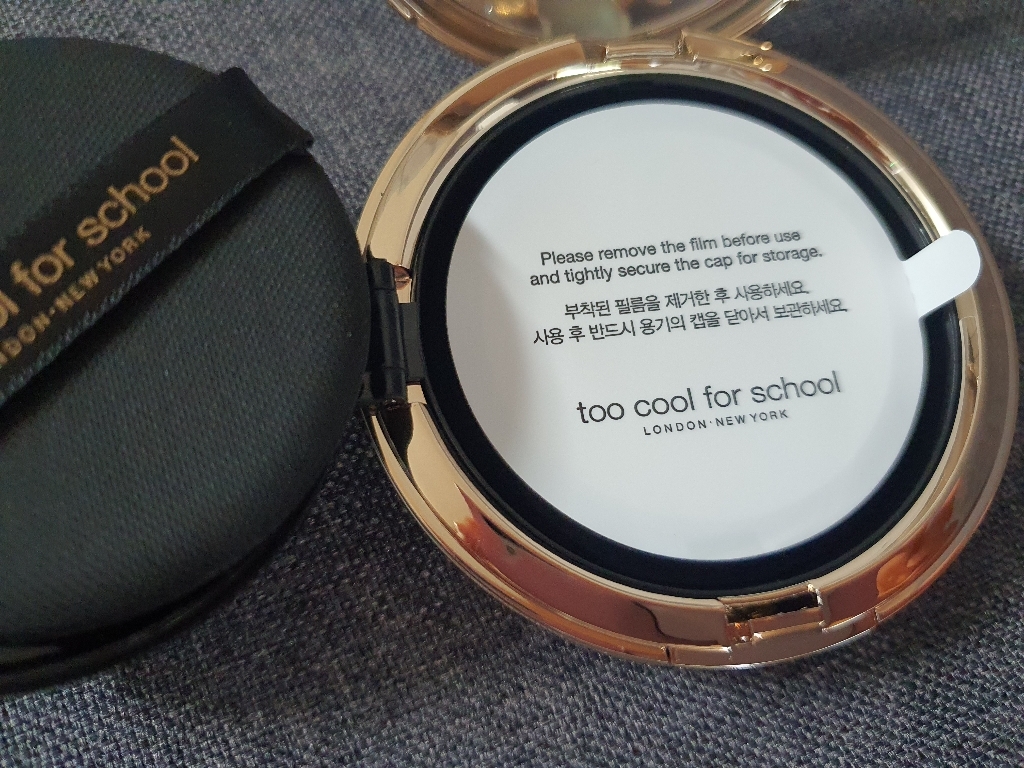 for school
NEW YORK
Please remove the film before use
and tightly secure the cap for storage.
부착된 필름을 제거한 후 사용하세요.
사용 후 반드시 용기의 캡을 닫아서 보관하세요.
too cool for school
LONDON·NEW YORK